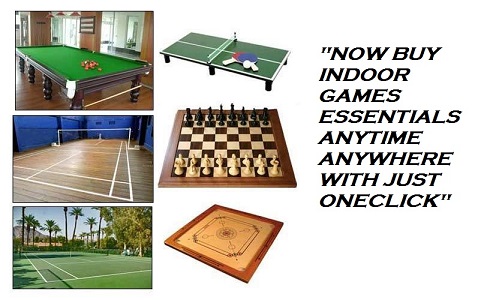 "NOW BUY
INDOOR
GAMES
ESSENTIALS
ANYTIME
ANYWHERE
WITH JUST
ONECLICK"